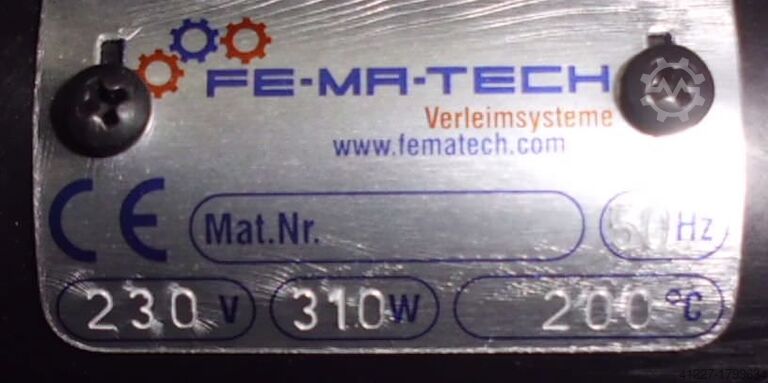 FE-MA-TECH
Verleimsysteme
www.fematech.com
CE Mat.Nr. 50 Hz
230 V 310 W 200 °C